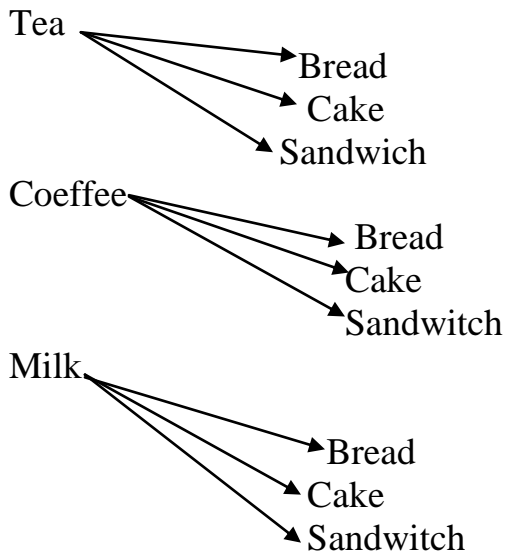 Tea
Bread
Cake
Sandwich
Coeffee
Bread
Cake
Sandwitch
Milk
Bread
Cake
Sandwitch